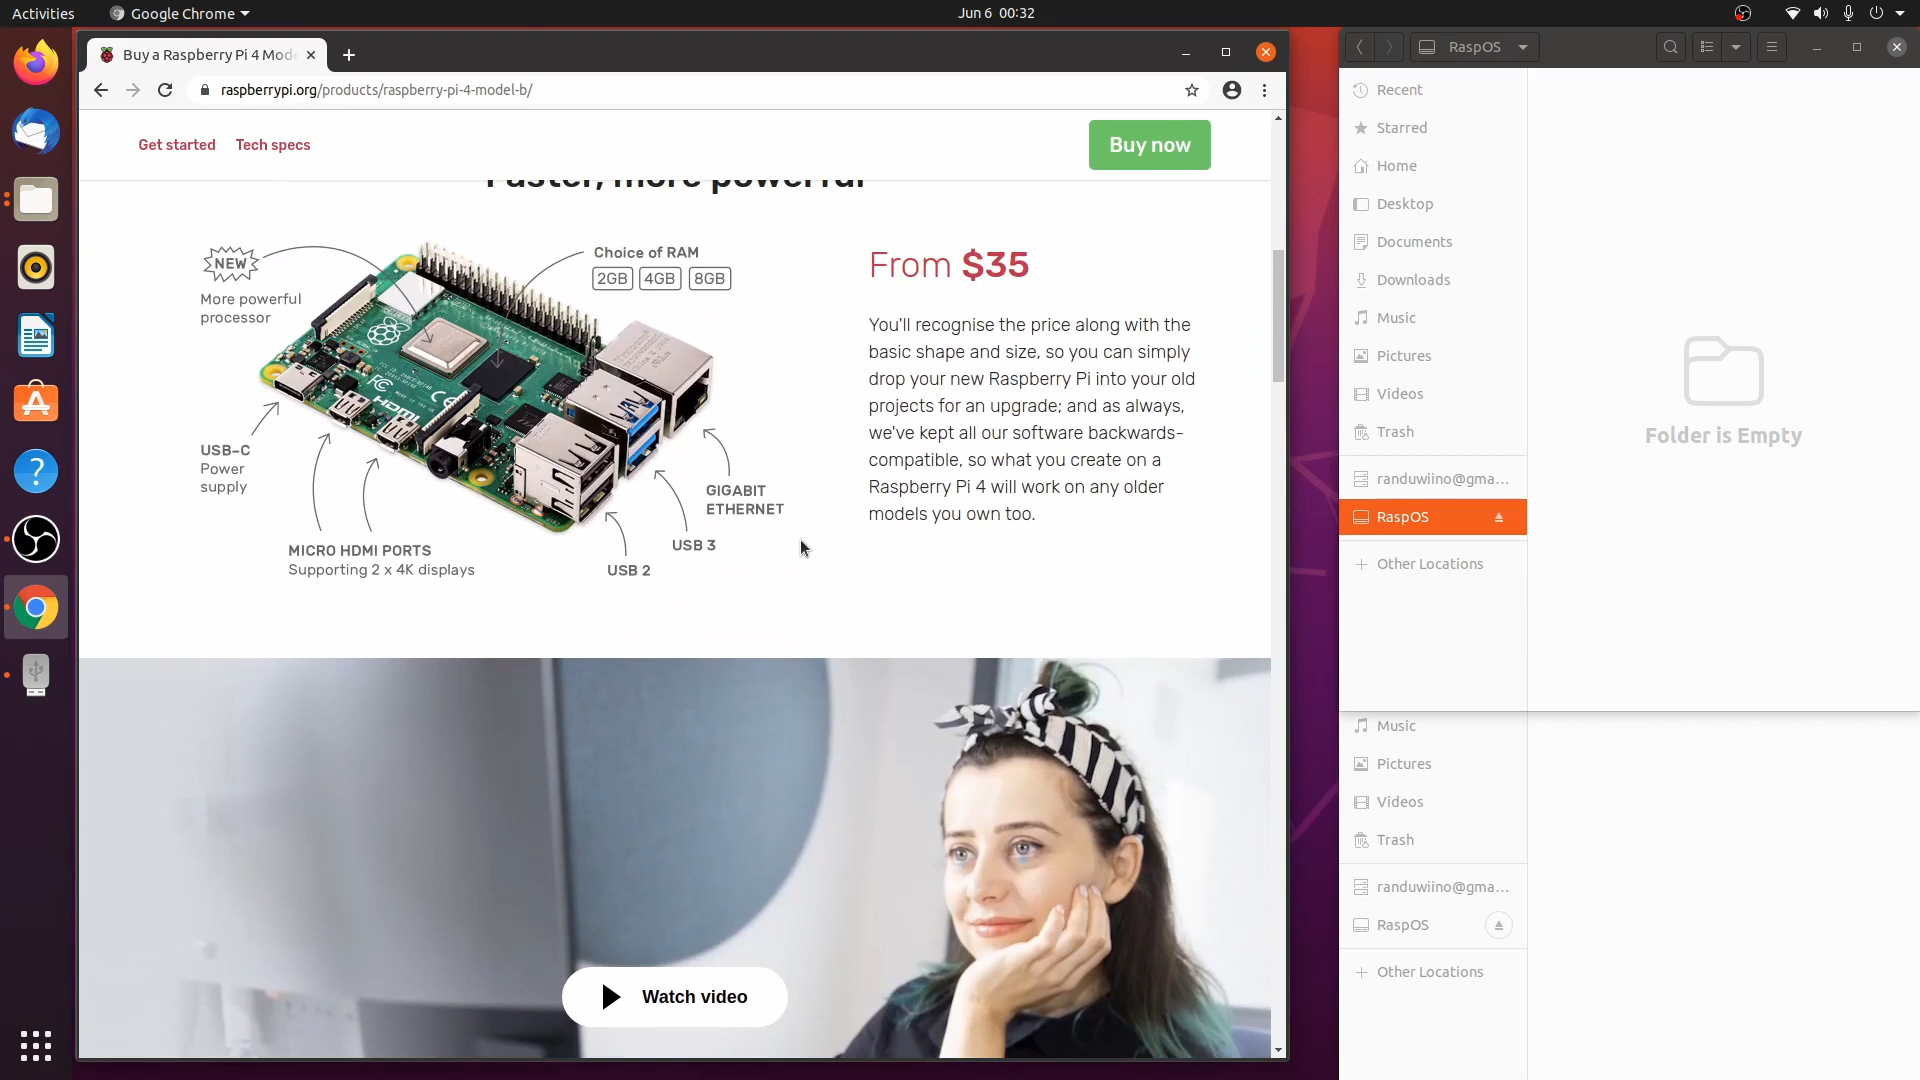 Activities
Google Chrome
Jun 6 00:32
Buy a Raspberry Pi 4 Mode
raspberrypi.org/products/raspberry-pi-4-model-b/
Get started
Tech specs
Buy now
Faster, more powerful
NEW
More powerful
processor
Choice of RAM
2GB 4GB 8GB
USB-C
Power
supply
MICRO HDMI PORTS
Supporting 2 x 4K displays
USB 2
USB 3
GIGABIT
ETHERNET
HDMI
FC
CE
From $35
You'll recognise the price along with the
basic shape and size, so you can simply
drop your new Raspberry Pi into your old
projects for an upgrade; and as always,
we've kept all our software backwards-
compatible, so what you create on a
Raspberry Pi 4 will work on any older
models you own too.
Watch video
RaspOS
Recent
Starred
Home
Desktop
Documents
Downloads
Music
Pictures
Videos
Trash
randuwiino@gma...
RaspOS
Other Locations
Folder is Empty
Music
Pictures
Videos
Trash
randuwiino@gma...
RaspOS
Other Locations